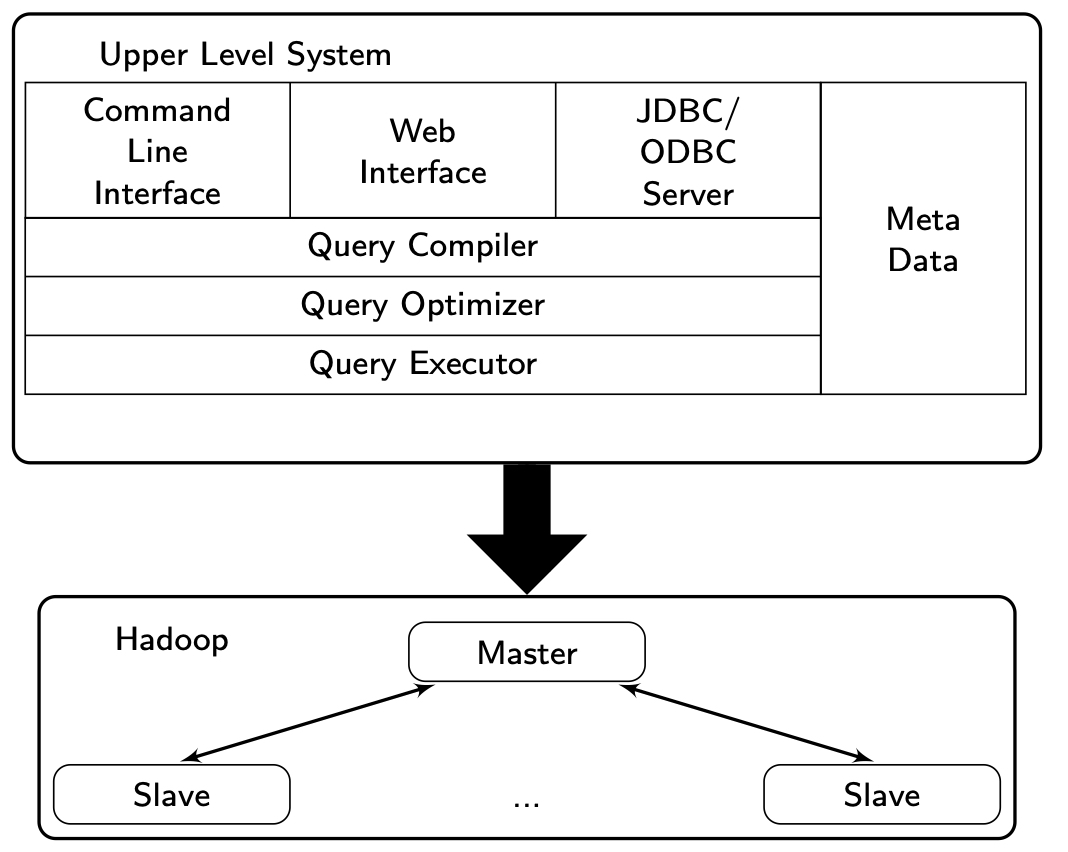 Upper Level System
Command
Line
Interface
Web
Interface
JDBC/
ODBC
Server
Meta
Data
Query Compiler
Query Optimizer
Query Executor
Hadoop
Master
Slave
...
Slave